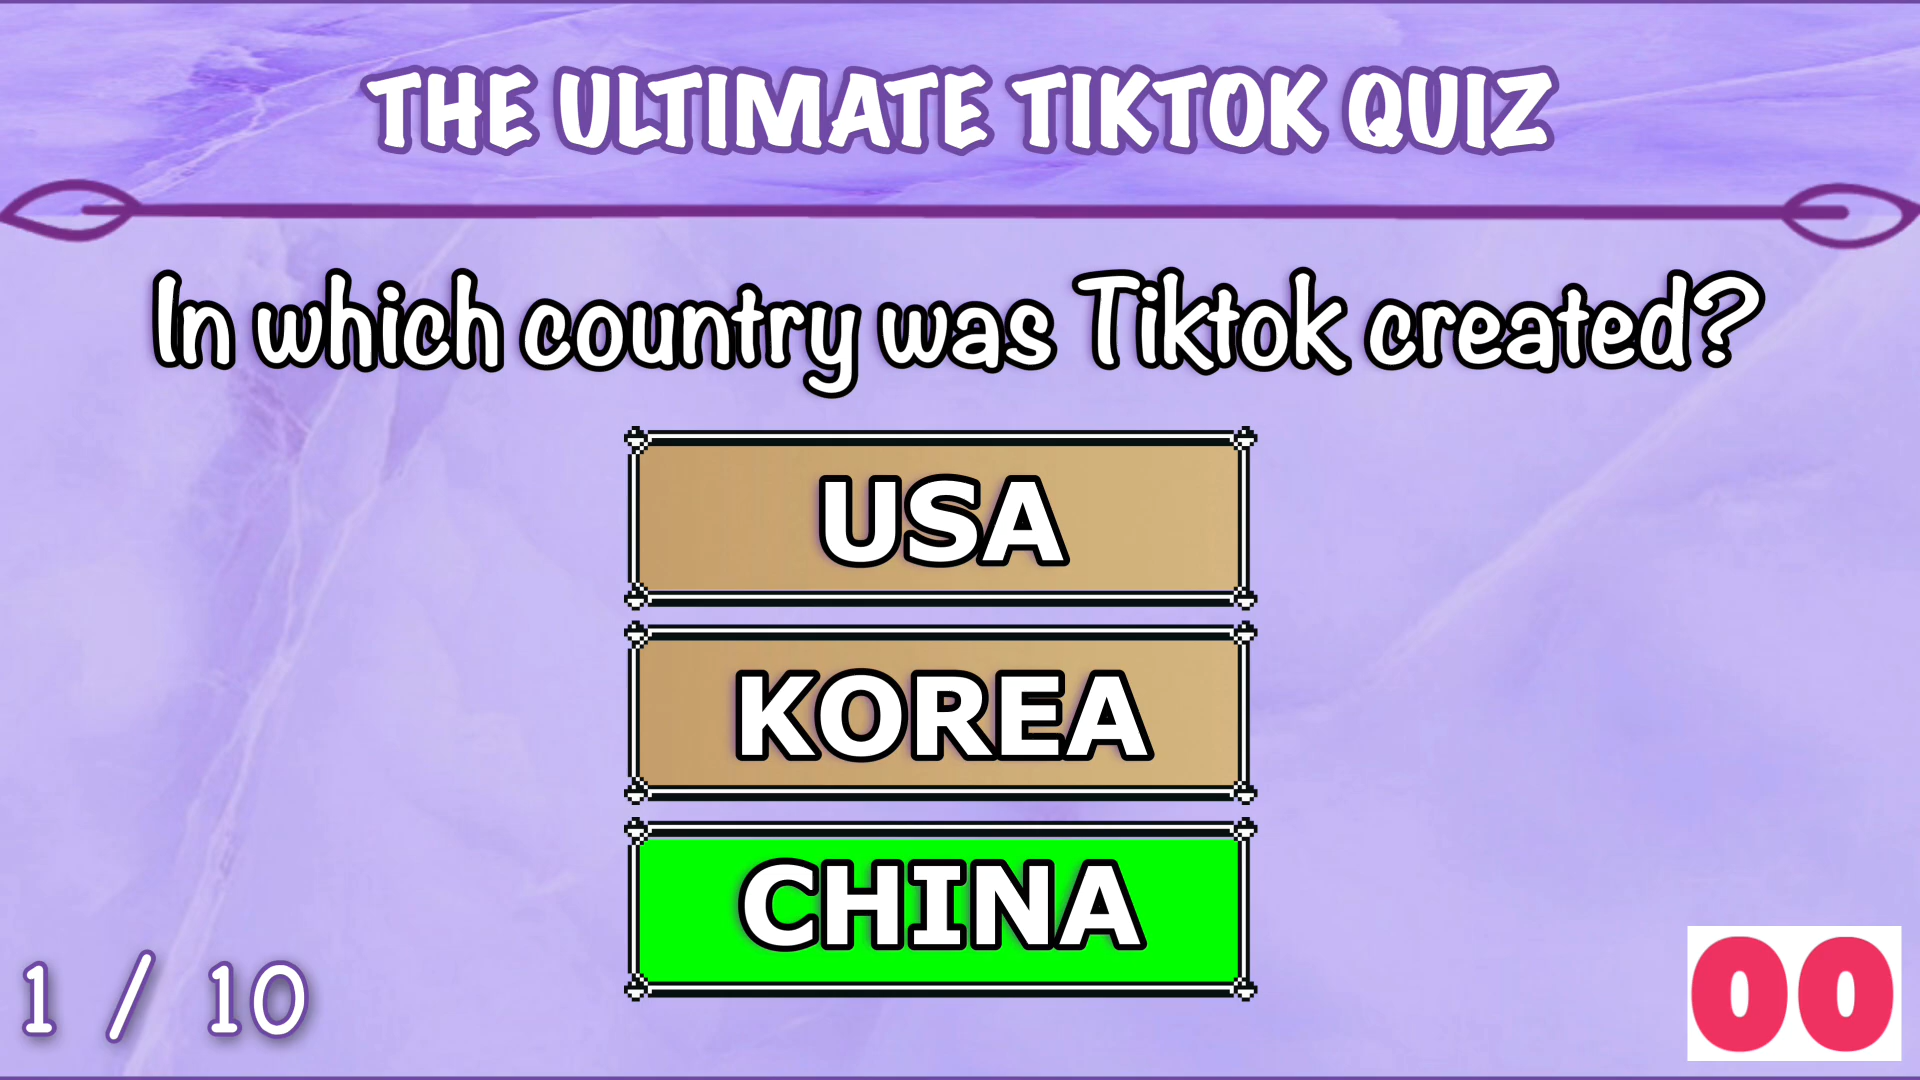 THE ULTIMATE TIKTOK QUIZ
In which country was Tiktok created?
USA
KOREA
CHINA
1 / 10
00